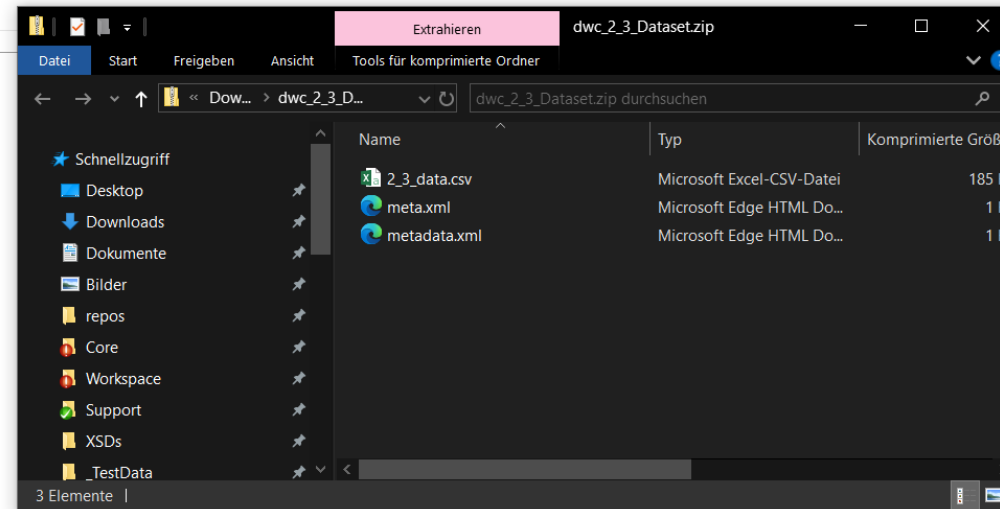 Extrahieren
dwc_2_3_Dataset.zip
Datei Start Freigeben Ansicht Tools für komprimierte Ordner
« Dow... > dwc_2_3_D... dwc_2_3_Dataset.zip durchsuchen
Name Typ Komprimierte Größ
Schnellzugriff
Desktop
Downloads
Dokumente
Bilder
repos
Core
Workspace
Support
XSDs
_TestData
2_3_data.csv Microsoft Excel-CSV-Datei 185
meta.xml Microsoft Edge HTML Do... 1
metadata.xml Microsoft Edge HTML Do... 1
3 Elemente